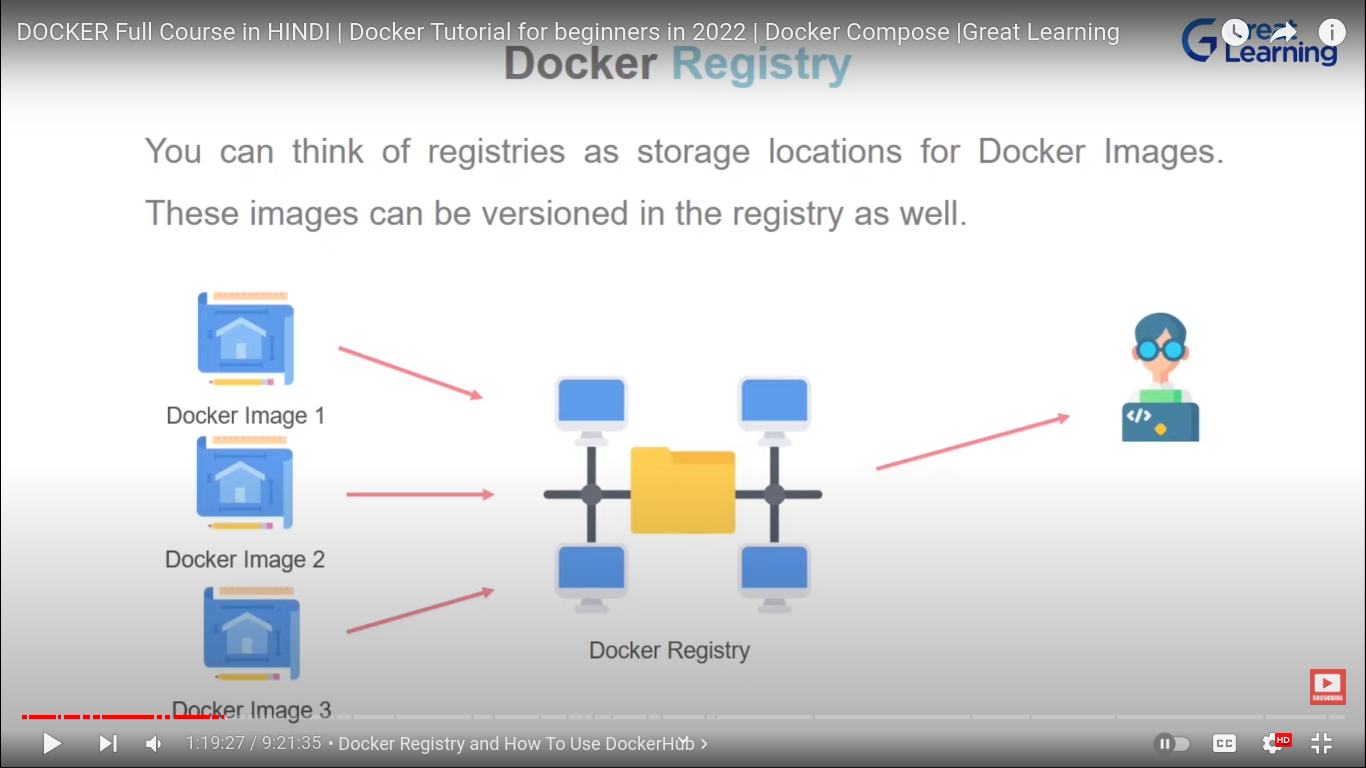 DOCKER Full Course in HINDI | Docker Tutorial for beginners in 2022 | Docker Compose |Great Learning
Great
Learning
Docker Registry
You can think of registries as storage locations for Docker Images.
These images can be versioned in the registry as well.
Docker Image 1
</>
Docker Image 2
Docker Registry
Docker Image 3
SUBSCRIBE
1:19:27 / 9:21:35 • Docker Registry and How To Use DockerHub
CC
HD